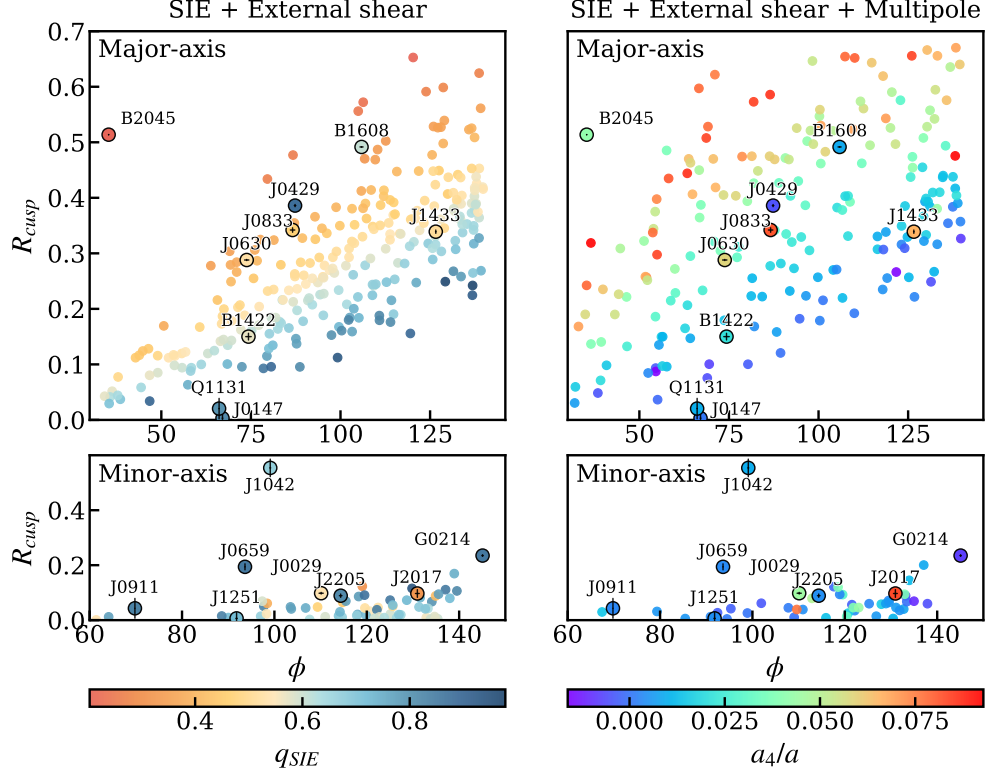 SIE + External shear
SIE + External shear + Multipole
0.7
0.6
0.5
0.4
0.3
0.2
0.1
0.0
R_cusp
Major-axis
B2045
B1608
J0429
J0833
J1433
J0630
B1422
Q1131
J0147
50 75 100 125
Major-axis
B2045
B1608
J0429
J0833
J1433
J0630
B1422
Q1131
J0147
50 75 100 125
0.4
0.2
0.0
R_cusp
Minor-axis
J1042
G0214
J0659
J0029
J2205
J2017
J0911
J1251
60 80 100 120 140
ϕ
Minor-axis
J1042
G0214
J0659
J0029
J2205
J2017
J0911
J1251
60 80 100 120 140
ϕ
0.4 0.6 0.8
q_SIE
0.000 0.025 0.050 0.075
a_4/a